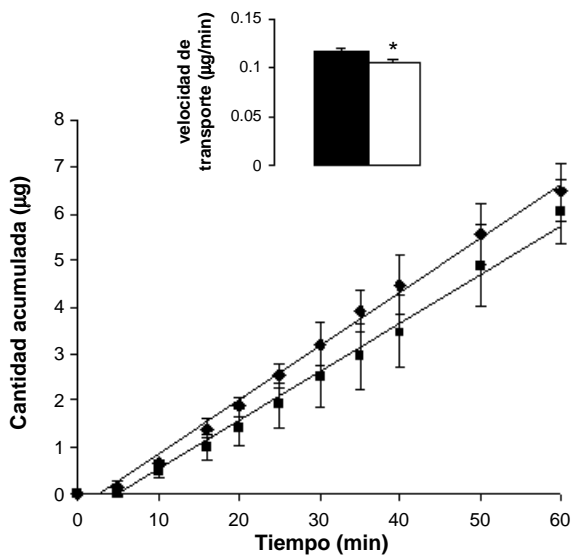 velocidad de
transporte (µg/min)
0.15
0.1
0.05
0
*
Cantidad acumulada (µg)
8
7
6
5
4
3
2
1
0
0 10 20 30 40 50 60
Tiempo (min)